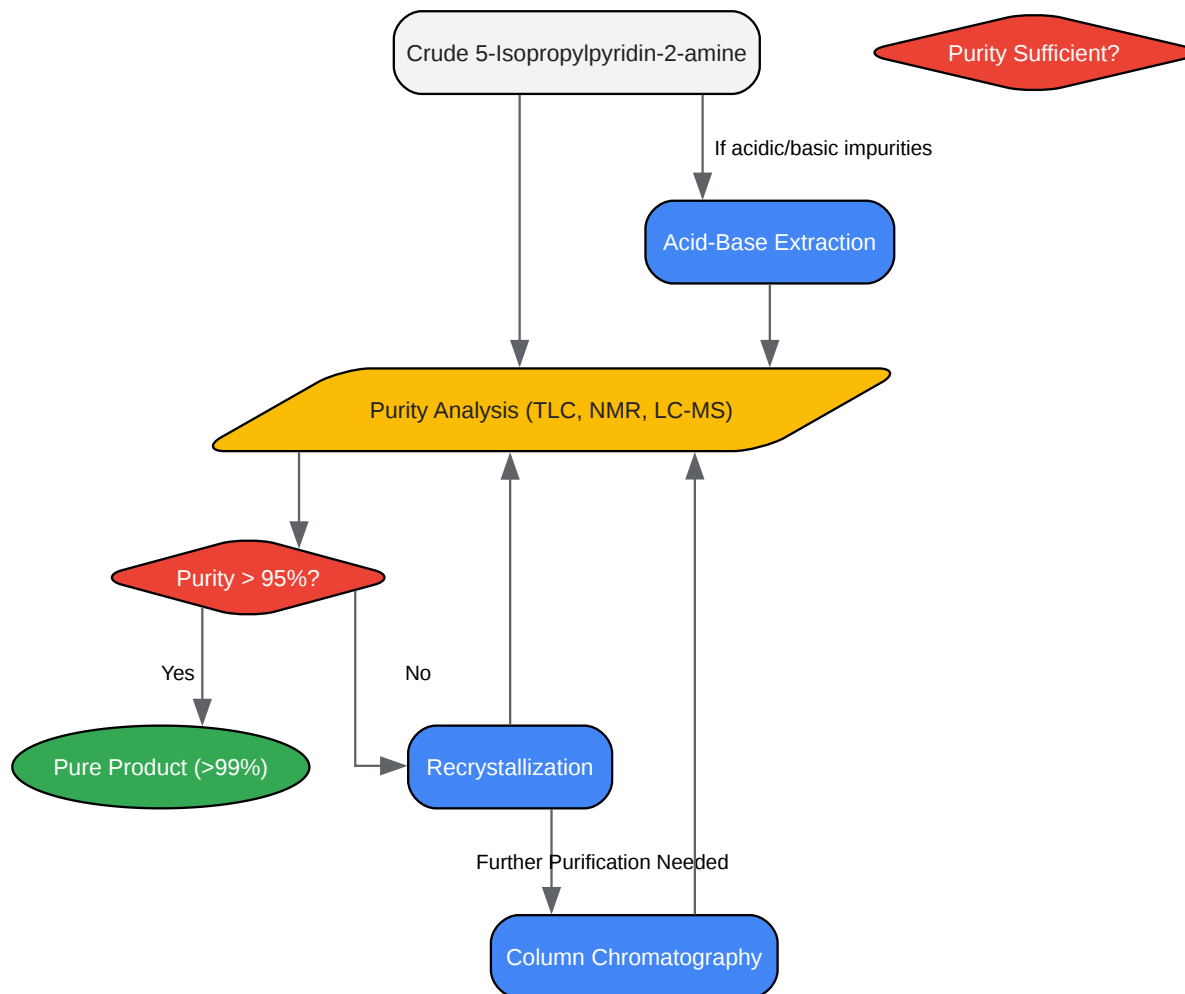 Crude 5-Isopropylpyridin-2-amine
Purity Sufficient?
If acidic/basic impurities
Acid-Base Extraction
Purity Analysis (TLC, NMR, LC-MS)
Purity > 95%?
Yes
No
Pure Product (>99%)
Recrystallization
Further Purification Needed
Column Chromatography